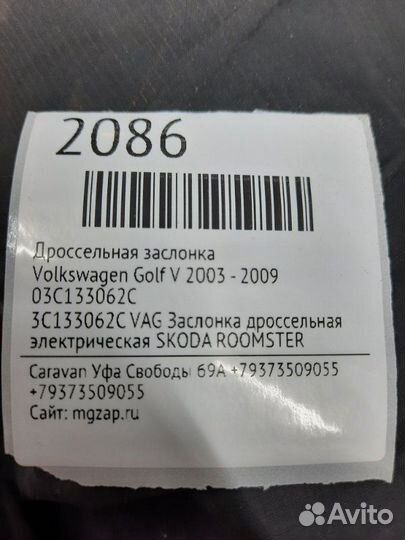 2086
Дроссельная заслонка
Volkswagen Golf V 2003 - 2009
03C133062C
3C133062C VAG Заслонка дроссельная
электрическая SKODA ROOMSTER
Caravan Уфа Свободы 69А +79373509055
+79373509055
Сайт: mgzap.ru
Avito